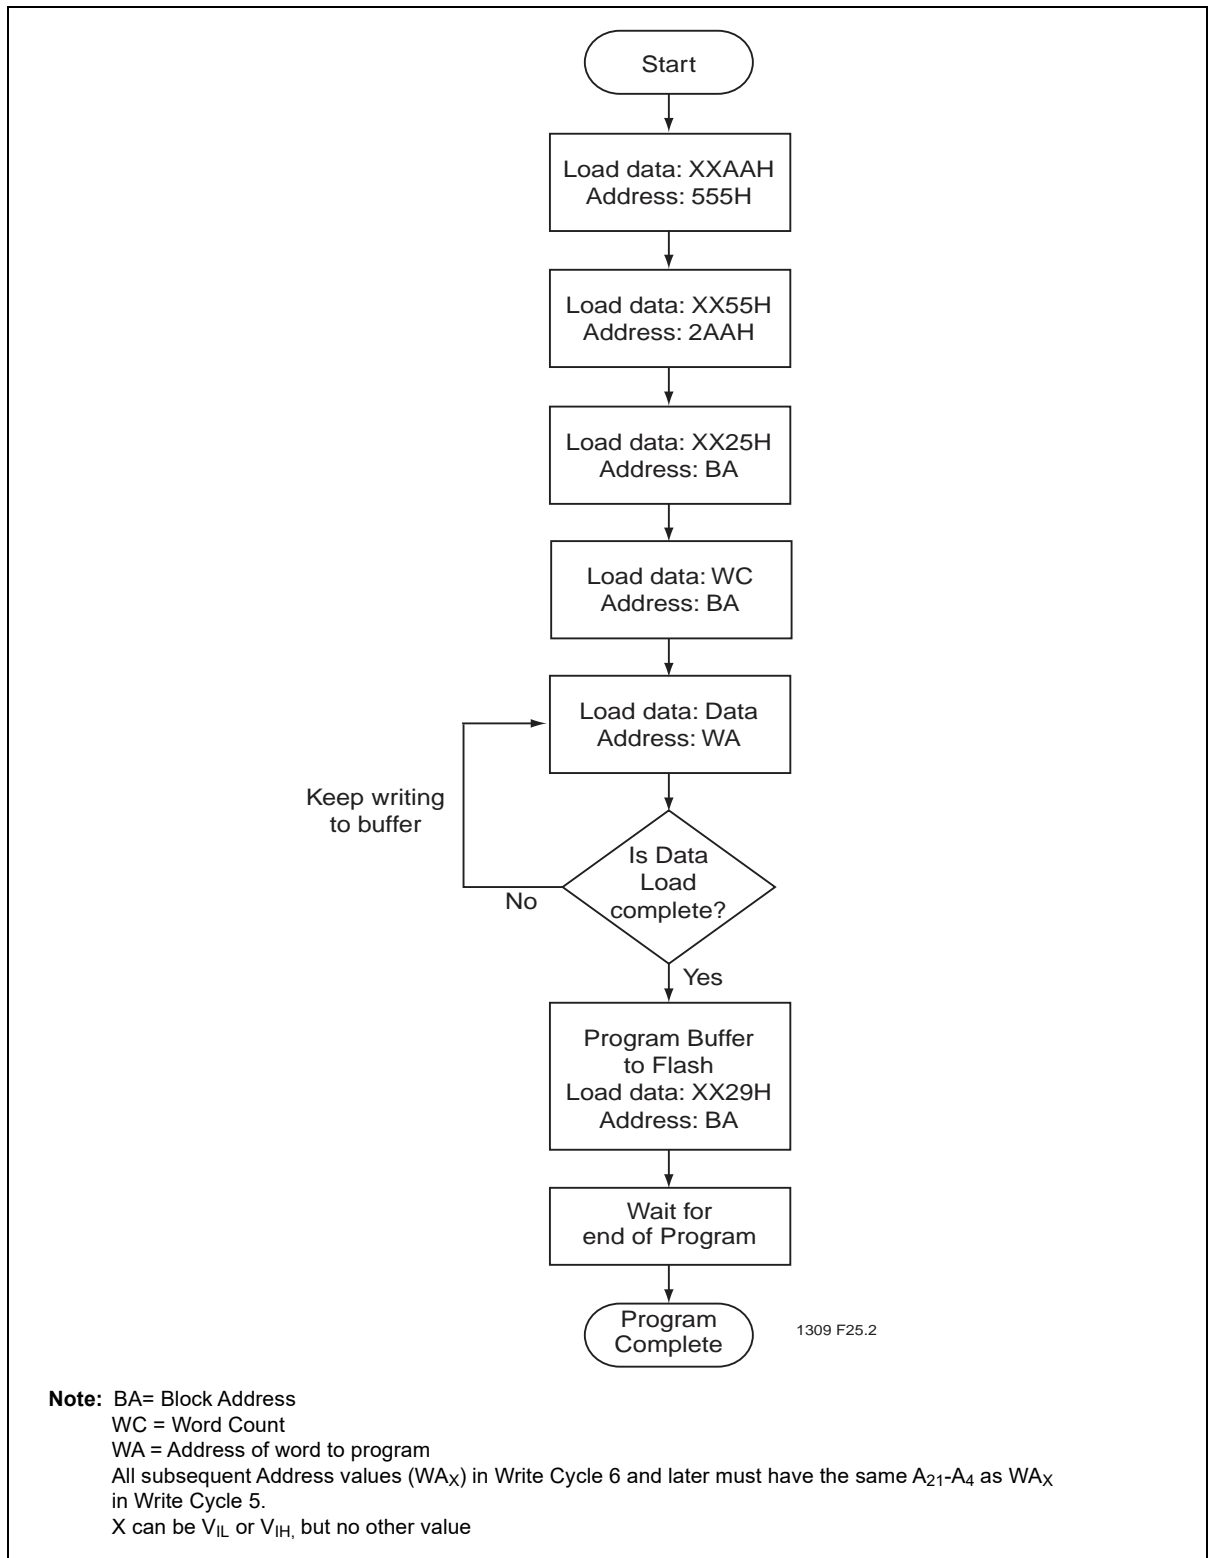 Start
Load data: XXAAH
Address: 555H
Load data: XX55H
Address: 2AAH
Load data: XX25H
Address: BA
Load data: WC
Address: BA
Load data: Data
Address: WA
Keep writing
to buffer
Is Data
Load
complete?
No
Yes
Program Buffer
to Flash
Load data: XX29H
Address: BA
Wait for
end of Program
Program
Complete
1309 F25.2
Note: BA= Block Address
WC = Word Count
WA = Address of word to program
All subsequent Address values (WAX) in Write Cycle 6 and later must have the same A21-A4 as WAX
in Write Cycle 5.
X can be VIL or VIH, but no other value